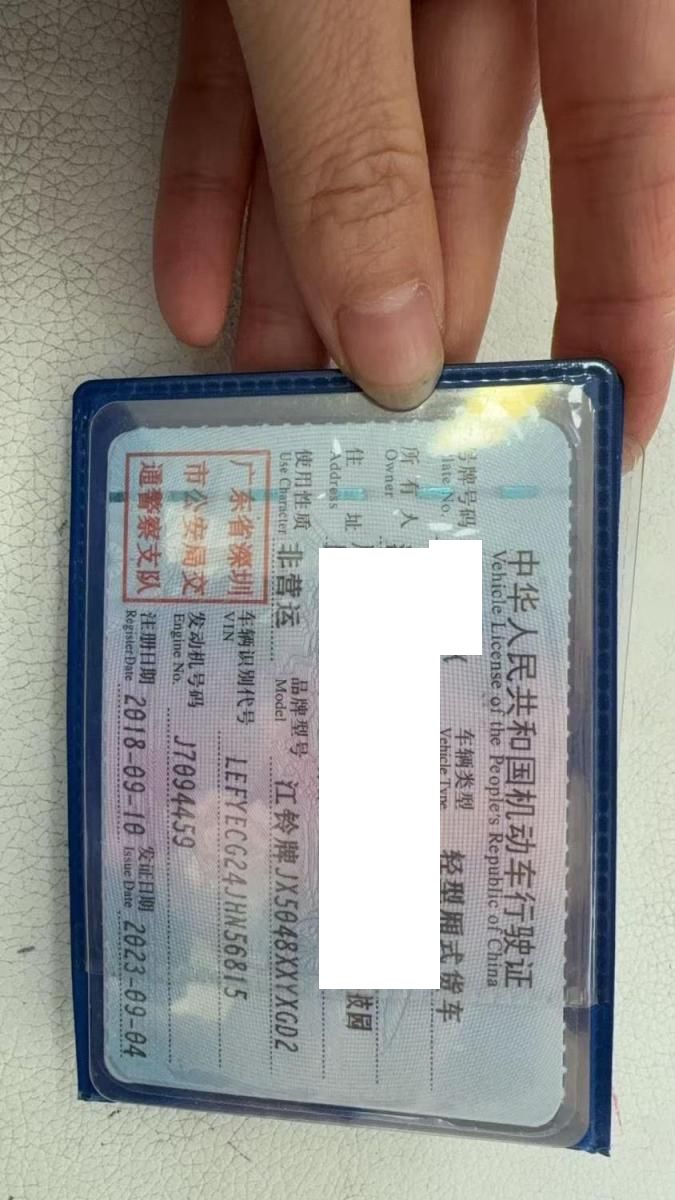 中华人民共和国机动车行驶证
Vehicle License of the People's Republic of China
号牌号码 车辆类型 轻型厢式货车
Plate No. Vehicle Type
所有人
Owner
住址 技园
Address
使用性质 非营运 品牌型号 江铃牌JX5048XXYXGD2
Use Character Model
广东省深圳
市公安局交
通警察支队
车辆识别代号 LEFYECG24JHN56815
VIN
发动机号码 J7094459
Engine No.
注册日期 2018-09-10 发证日期 2023-09-04
Register Date Issue Date